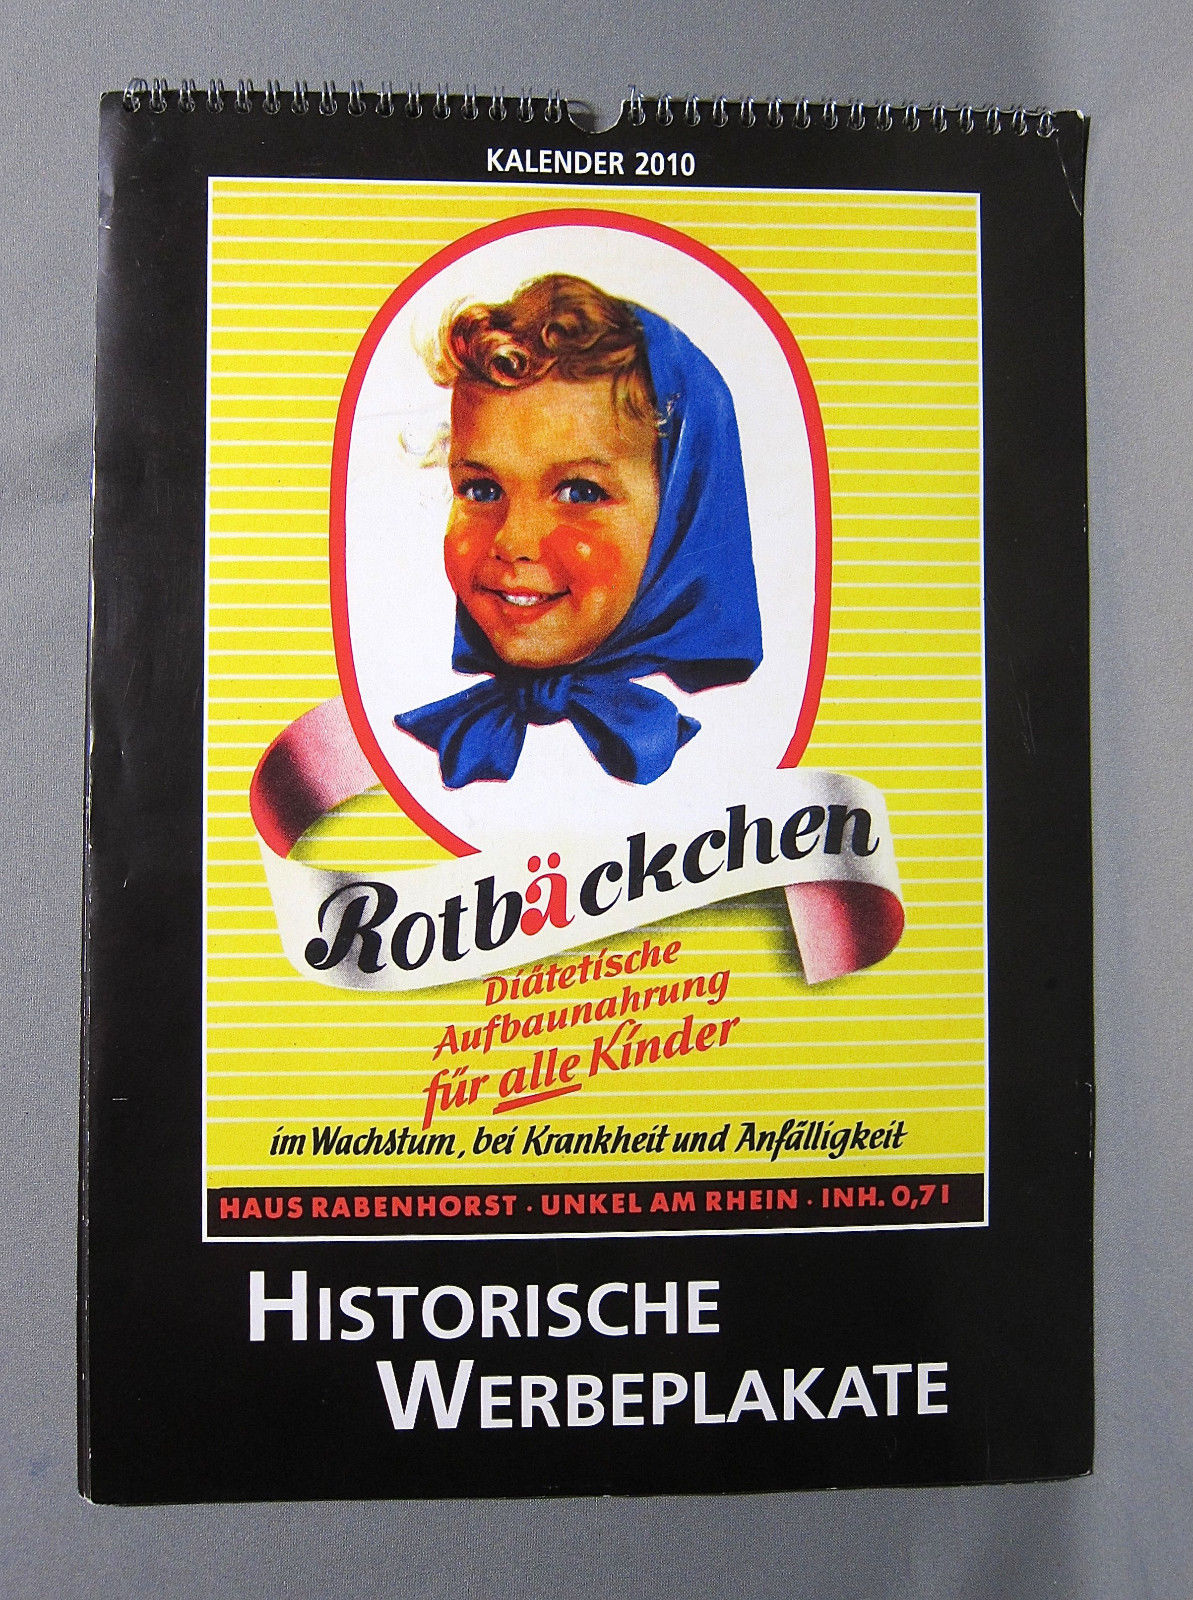 KALENDER 2010
Rotbäckchen
Diätetische
Aufbaunahrung
für alle Kinder
im Wachstum, bei Krankheit und Anfälligkeit
HAUS RABENHORST · UNKEL AM RHEIN · INH. 0,7 l
HISTORISCHE
WERBEPLAKATE